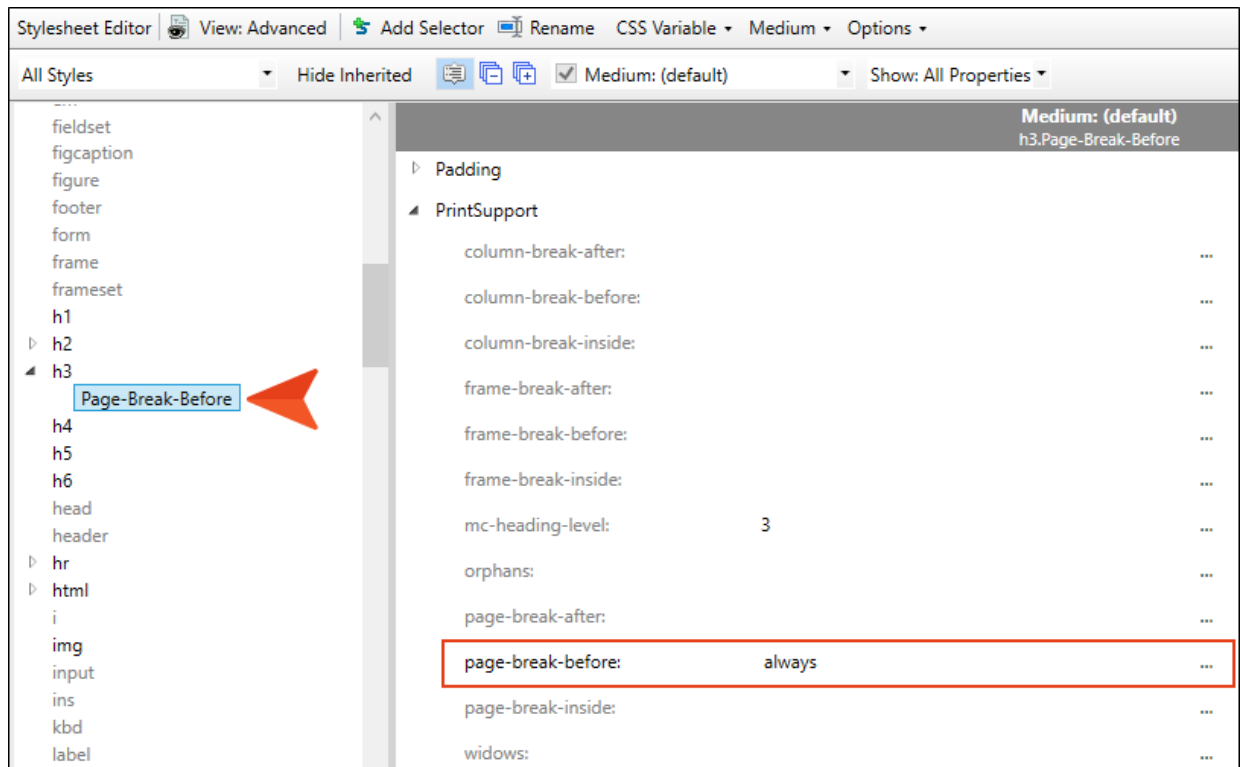 Stylesheet Editor View: Advanced Add Selector Rename CSS Variable Medium Options
All Styles Hide Inherited Medium: (default) Show: All Properties
Medium: (default)
h3.Page-Break-Before
fieldset
figcaption
figure
footer
form
frame
frameset
h1
h2
h3
Page-Break-Before
h4
h5
h6
head
header
hr
html
i
img
input
ins
kbd
label
Padding
PrintSupport
column-break-after: ...
column-break-before: ...
column-break-inside: ...
frame-break-after: ...
frame-break-before: ...
frame-break-inside: ...
mc-heading-level: 3 ...
orphans: ...
page-break-after: ...
page-break-before: always ...
page-break-inside: ...
widows: ...